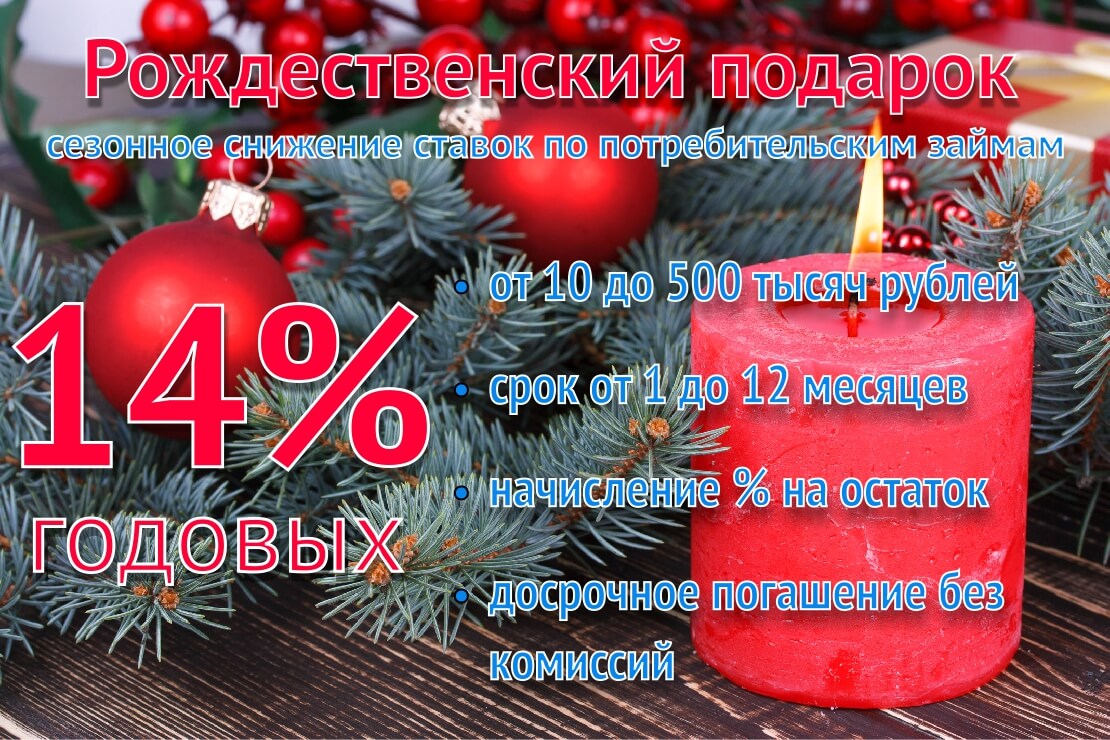 Рождественский подарок
сезонное снижение ставок по потребительским займам
14%
годовых
• от 10 до 500 тысяч рублей
• срок от 1 до 12 месяцев
• начисление % на остаток
• досрочное погашение без
комиссий